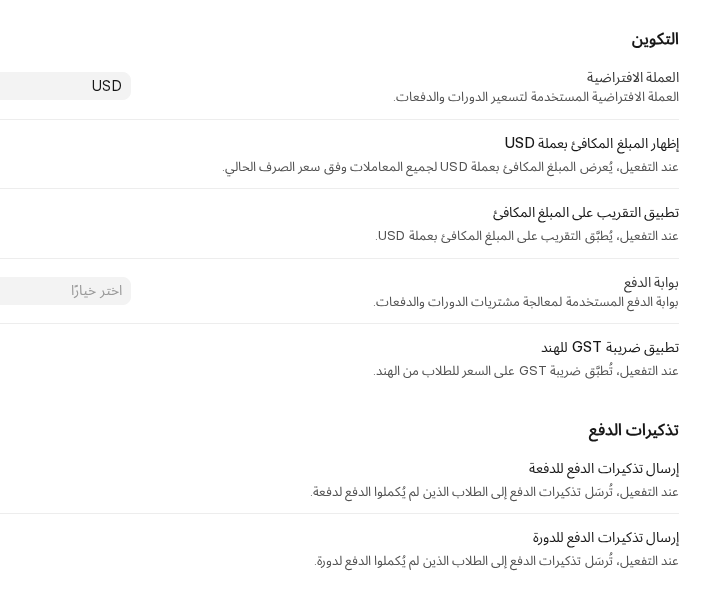 التكوين
العملة الافتراضية
USD
العملة الافتراضية المستخدمة لتسعير الدورات والدفعات.
إظهار المبلغ المكافئ بعملة USD
عند التفعيل، يُعرض المبلغ المكافئ بعملة USD لجميع المعاملات وفق سعر الصرف الحالي.
تطبيق التقريب على المبلغ المكافئ
عند التفعيل، يُطبَّق التقريب على المبلغ المكافئ بعملة USD.
بوابة الدفع
اختر خيارًا
بوابة الدفع المستخدمة لمعالجة مشتريات الدورات والدفعات.
تطبيق ضريبة GST للهند
عند التفعيل، تُطبَّق ضريبة GST على السعر للطلاب من الهند.
تذكيرات الدفع
إرسال تذكيرات الدفع للدفعة
عند التفعيل، تُرسَل تذكيرات الدفع إلى الطلاب الذين لم يُكملوا الدفع لدفعة.
إرسال تذكيرات الدفع للدورة
عند التفعيل، تُرسَل تذكيرات الدفع إلى الطلاب الذين لم يُكملوا الدفع لدورة.